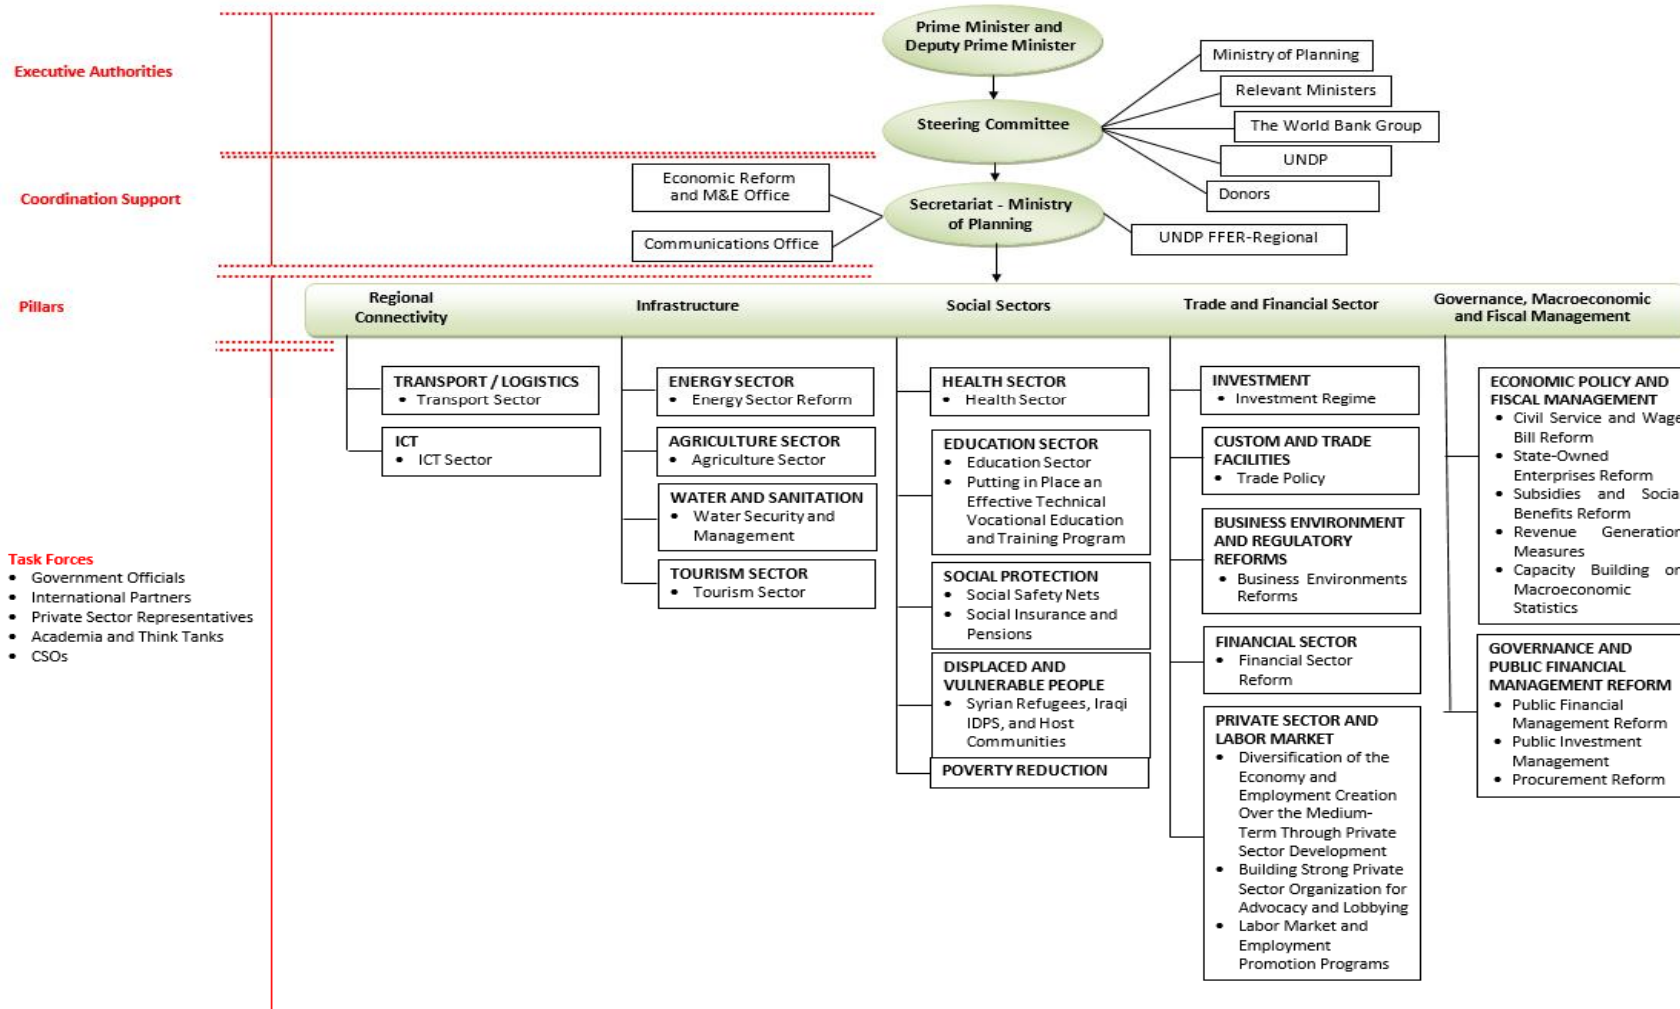 Prime Minister and
Deputy Prime Minister
Executive Authorities
Ministry of Planning
Relevant Ministers
Steering Committee
The World Bank Group
UNDP
Donors
Coordination Support
Economic Reform
and M&E Office
Communications Office
Secretariat - Ministry
of Planning
UNDP FFER-Regional
Pillars
Regional
Connectivity
Infrastructure
Social Sectors
Trade and Financial Sector
Governance, Macroeconomic
and Fiscal Management
TRANSPORT / LOGISTICS
• Transport Sector
ICT
• ICT Sector
ENERGY SECTOR
• Energy Sector Reform
AGRICULTURE SECTOR
• Agriculture Sector
WATER AND SANITATION
• Water Security and
Management
TOURISM SECTOR
• Tourism Sector
HEALTH SECTOR
• Health Sector
EDUCATION SECTOR
• Education Sector
• Putting in Place an
Effective Technical
Vocational Education
and Training Program
SOCIAL PROTECTION
• Social Safety Nets
• Social Insurance and
Pensions
DISPLACED AND
VULNERABLE PEOPLE
• Syrian Refugees, Iraqi
IDPS, and Host
Communities
POVERTY REDUCTION
INVESTMENT
• Investment Regime
CUSTOM AND TRADE
FACILITIES
• Trade Policy
BUSINESS ENVIRONMENT
AND REGULATORY
REFORMS
• Business Environments
Reforms
FINANCIAL SECTOR
• Financial Sector
Reform
PRIVATE SECTOR AND
LABOR MARKET
• Diversification of the
Economy and
Employment Creation
Over the Medium-
Term Through Private
Sector Development
• Building Strong Private
Sector Organization for
Advocacy and Lobbying
• Labor Market and
Employment
Promotion Programs
ECONOMIC POLICY AND
FISCAL MANAGEMENT
• Civil Service and Wage
Bill Reform
• State-Owned
Enterprises Reform
• Subsidies and Social
Benefits Reform
• Revenue Generation
Measures
• Capacity Building on
Macroeconomic
Statistics
GOVERNANCE AND
PUBLIC FINANCIAL
MANAGEMENT REFORM
• Public Financial
Management Reform
• Public Investment
Management
• Procurement Reform
Task Forces
• Government Officials
• International Partners
• Private Sector Representatives
• Academia and Think Tanks
• CSOs